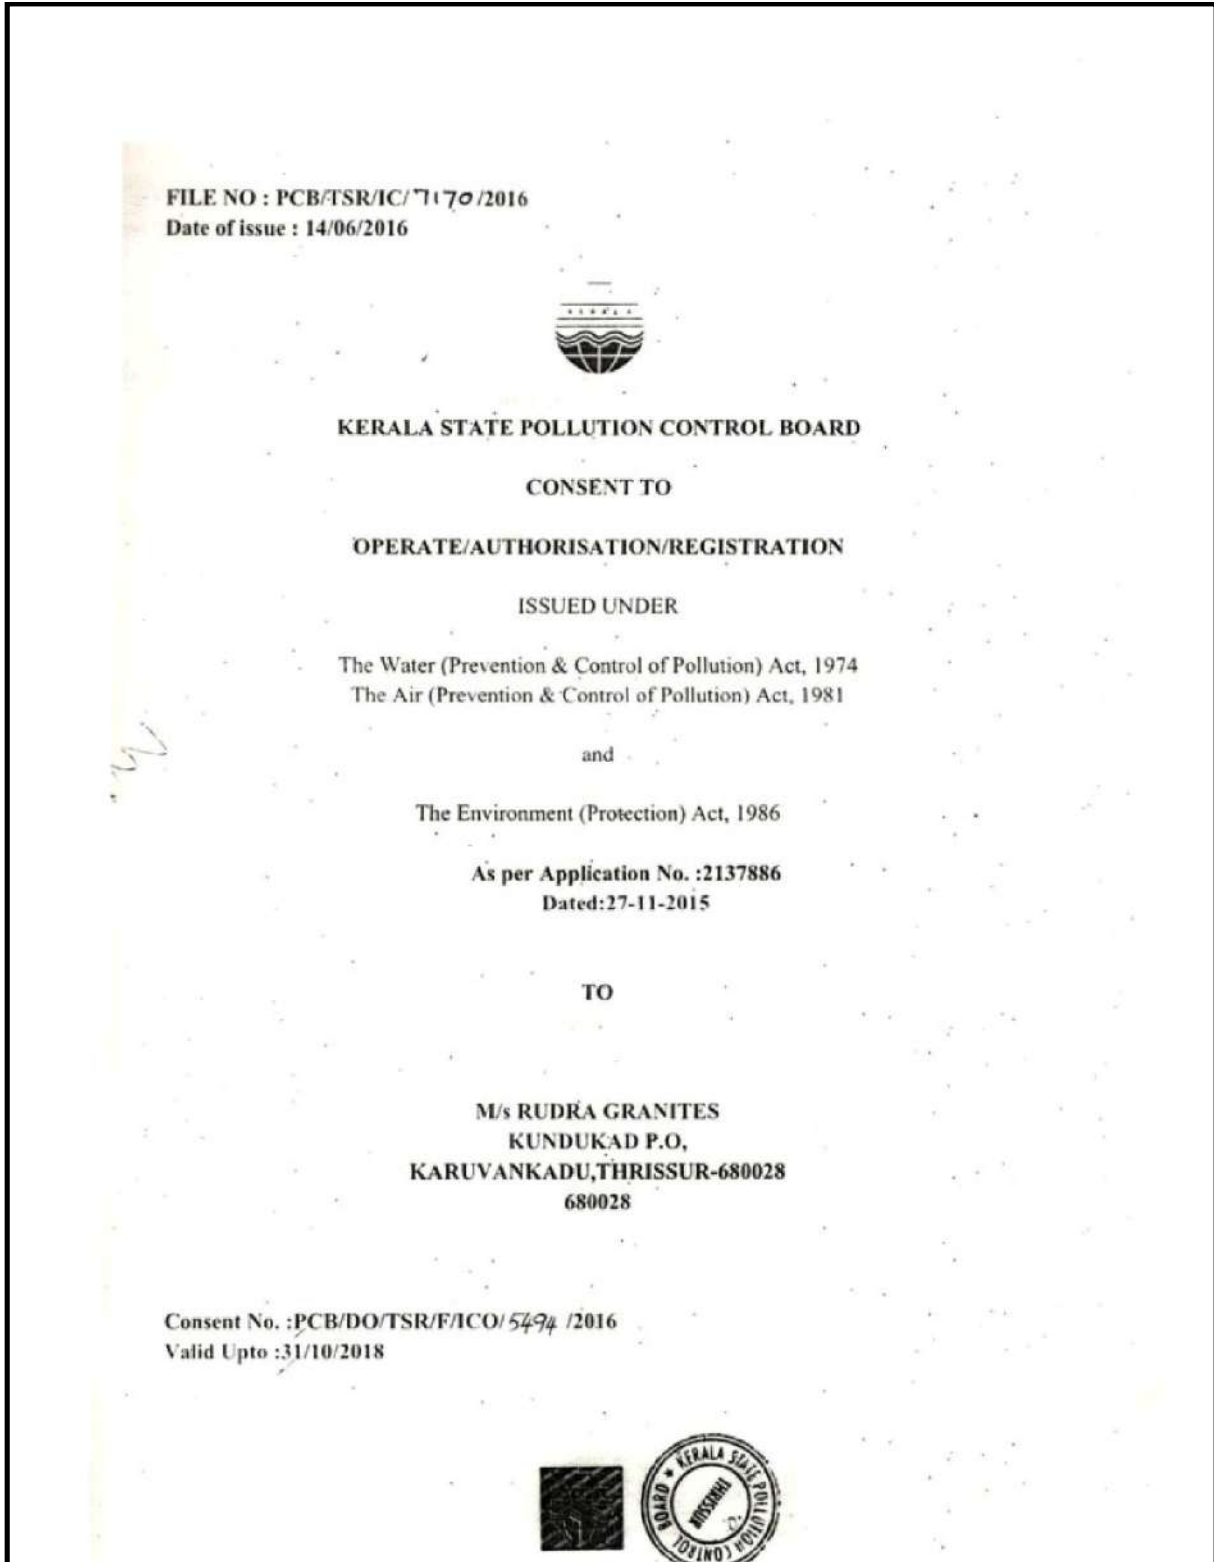 FILE NO : PCB/TSR/IC/7170/2016
Date of issue : 14/06/2016
KERALA
KERALA STATE POLLUTION CONTROL BOARD
CONSENT TO
OPERATE/AUTHORISATION/REGISTRATION
ISSUED UNDER
The Water (Prevention & Control of Pollution) Act, 1974
The Air (Prevention & Control of Pollution) Act, 1981
and
The Environment (Protection) Act, 1986
As per Application No. :2137886
Dated:27-11-2015
TO
M/s RUDRA GRANITES
KUNDUKAD P.O,
KARUVANKADU,THRISSUR-680028
680028
Consent No. :PCB/DO/TSR/F/ICO/5494 /2016
Valid Upto :31/10/2018
KERALA STATE POLLUTION CONTROL BOARD
THRISSUR